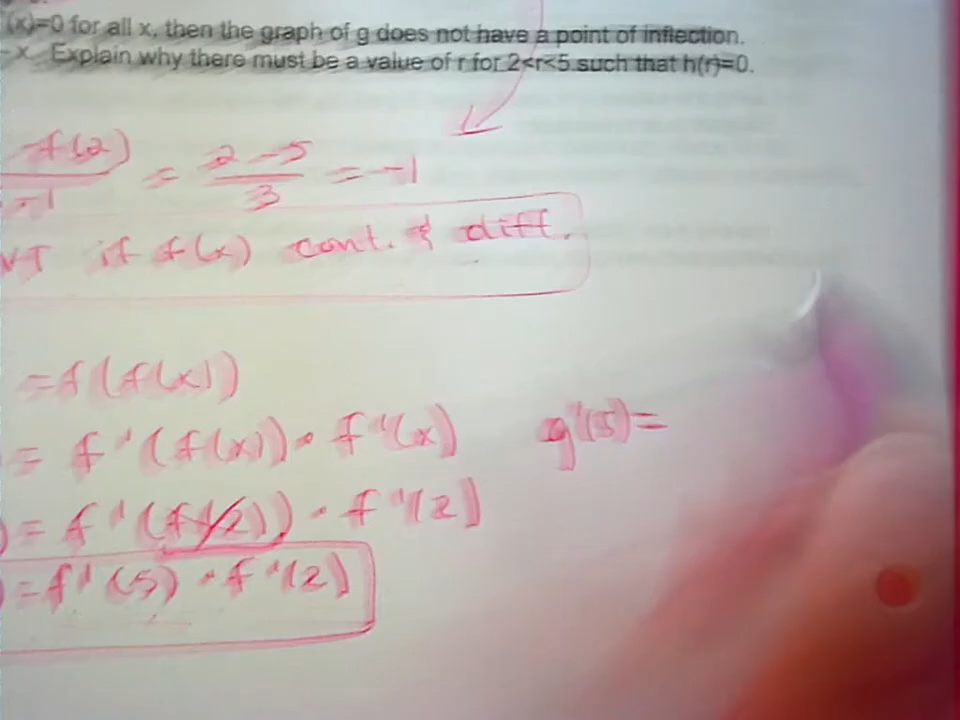 (x)=0 for all x, then the graph of g does not have a point of inflection.
-x. Explain why there must be a value of r for 2<r<5 such that h(r)=0.
-f(2) / -1 = 2-5 / 3 = -1
VT if f(x) cont. & diff.
=f(f(x))
= f'(f(x)) • f'(x) g'(5)=
)= f'(f(2)) • f'(2)
)=f'(5) • f'(2)